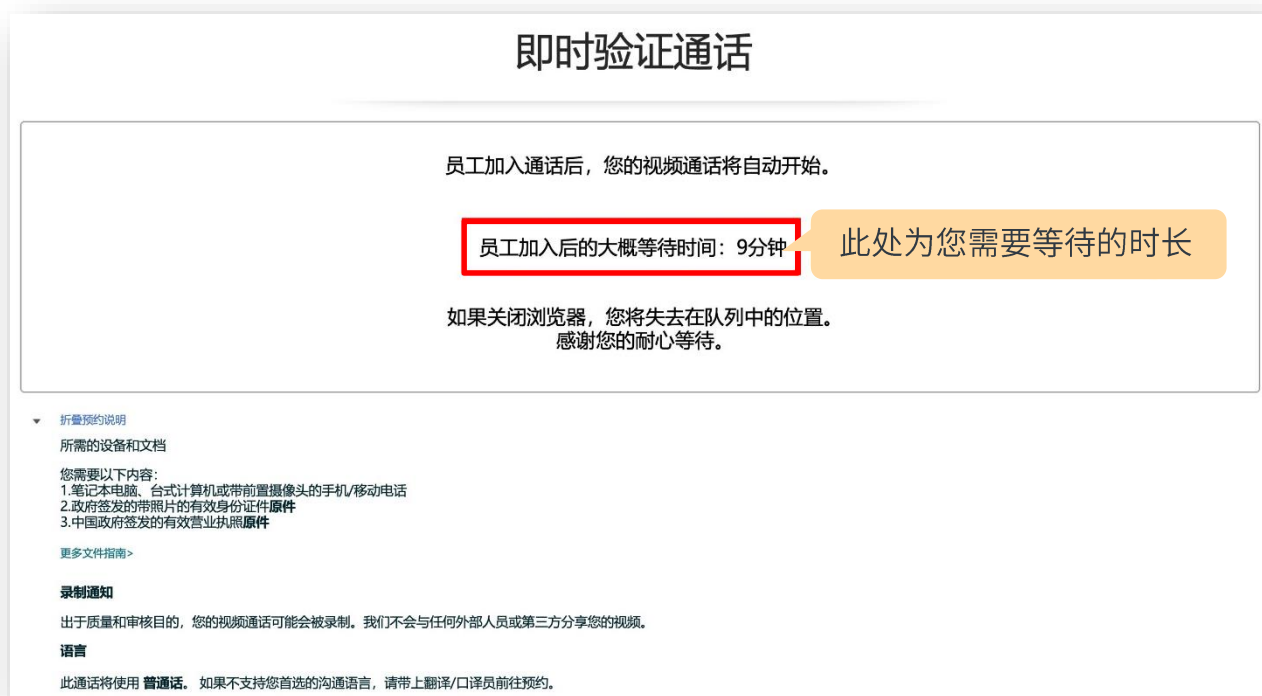 即时验证通话
员工加入通话后，您的视频通话将自动开始。
员工加入后的大概等待时间：9分钟
此处为您需要等待的时长
如果关闭浏览器，您将失去在队列中的位置。
感谢您的耐心等待。
折叠预约说明
所需的设备和文档
您需要以下内容：
1.笔记本电脑、台式计算机或带前置摄像头的手机/移动电话
2.政府签发的带照片的有效身份证件原件
3.中国政府签发的有效营业执照原件
更多文件指南>
录制通知
出于质量和审核目的，您的视频通话可能会被录制。我们不会与任何外部人员或第三方分享您的视频。
语言
此通话将使用 普通话。 如果不支持您首选的沟通语言，请带上翻译/口译员前往预约。